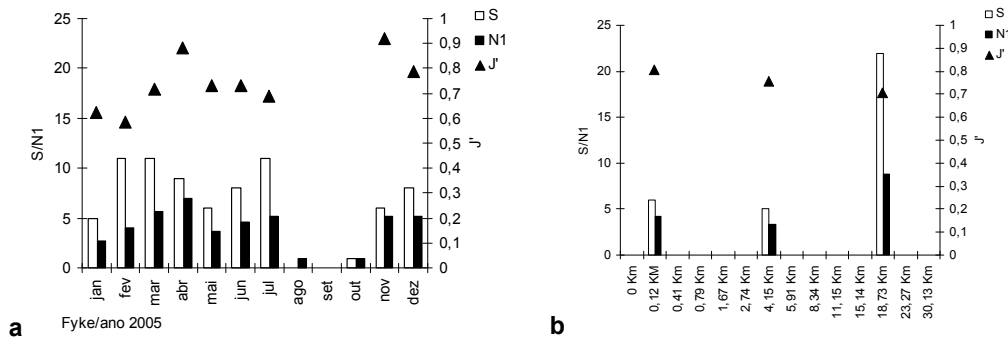 25
20
15
10
5
0
S/N1
1
0,9
0,8
0,7
0,6
0,5
0,4
0,3
0,2
0,1
0
J'
S
N1
J'
jan
fev
mar
abr
mai
jun
jul
ago
set
out
nov
dez
a
Fyke/ano 2005
25
20
15
10
5
0
S/N1
1
0,9
0,8
0,7
0,6
0,5
0,4
0,3
0,2
0,1
0
J'
S
N1
J'
0 Km
0,12 KM
0,41 Km
0,79 Km
1,67 Km
2,74 Km
4,15 Km
5,91 Km
8,34 Km
11,15 Km
15,14 Km
18,73 Km
23,27 Km
30,13 Km
b